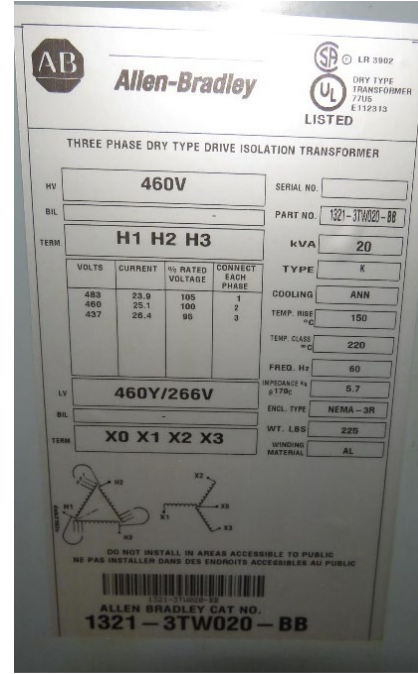 AB
Allen-Bradley
SA © LR 3902
UL DRY TYPE
TRANSFORMER
77U5
E112313
LISTED
THREE PHASE DRY TYPE DRIVE ISOLATION TRANSFORMER
HV 460V SERIAL NO.
BIL - PART NO. 1321-3TW020-BB
TERM H1 H2 H3 kVA 20
VOLTS CURRENT % RATED VOLTAGE CONNECT EACH PHASE TYPE K
483 23.9 105 1 COOLING ANN
460 25.1 100 2 TEMP. RISE °C 150
437 26.4 95 3 TEMP. CLASS °C 220
FREQ. Hz 60
LV 460Y/266V IMPEDANCE % @ 170C 5.7
BIL - ENCL. TYPE NEMA-3R
TERM X0 X1 X2 X3 WT. LBS 225
WINDING MATERIAL AL
H2 X2
H1 X1 X0
H3 X3
DO NOT INSTALL IN AREAS ACCESSIBLE TO PUBLIC
NE PAS INSTALLER DANS DES ENDROITS ACCESSIBLES AU PUBLIC
1321-3TW020-BB
ALLEN BRADLEY CAT NO.
1321-3TW020-BB